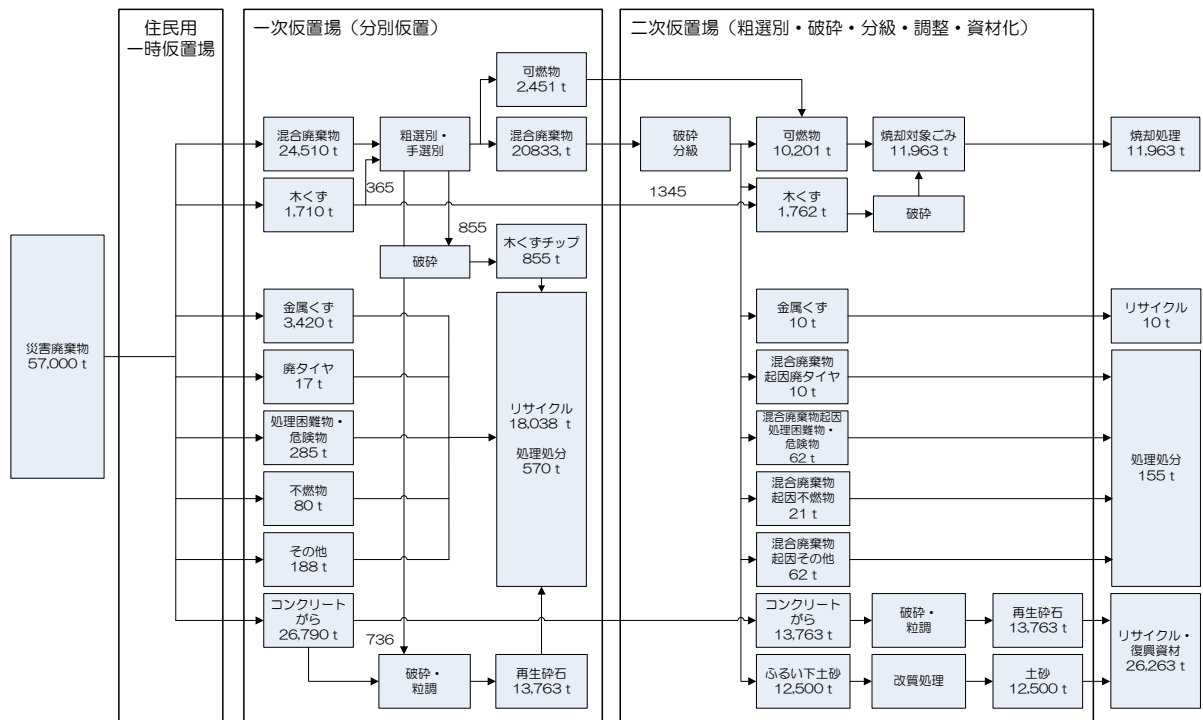 住民用
一時仮置場
一次仮置場（分別仮置）
二次仮置場（粗選別・破砕・分級・調整・資材化）
災害廃棄物
57,000 t
混合廃棄物
24,510 t
木くず
1,710 t
金属くず
3,420 t
廃タイヤ
17 t
処理困難物・
危険物
285 t
不燃物
80 t
その他
188 t
コンクリート
がら
26,790 t
粗選別・
手選別
365
855
破砕
736
破砕・
粒調
可燃物
2,451 t
混合廃棄物
20833, t
木くずチップ
855 t
リサイクル
18,038 t
処理処分
570 t
再生砕石
13,763 t
破砕
分級
1345
可燃物
10,201 t
木くず
1,762 t
焼却対象ごみ
11,963 t
破砕
金属くず
10 t
混合廃棄物
起因廃タイヤ
10 t
混合廃棄物起因
処理困難物・
危険物
62 t
混合廃棄物
起因不燃物
21 t
混合廃棄物
起因その他
62 t
コンクリート
がら
13,763 t
破砕・
粒調
再生砕石
13,763 t
ふるい下土砂
12,500 t
改質処理
土砂
12,500 t
焼却処理
11,963 t
リサイクル
10 t
処理処分
155 t
リサイクル・
復興資材
26,263 t